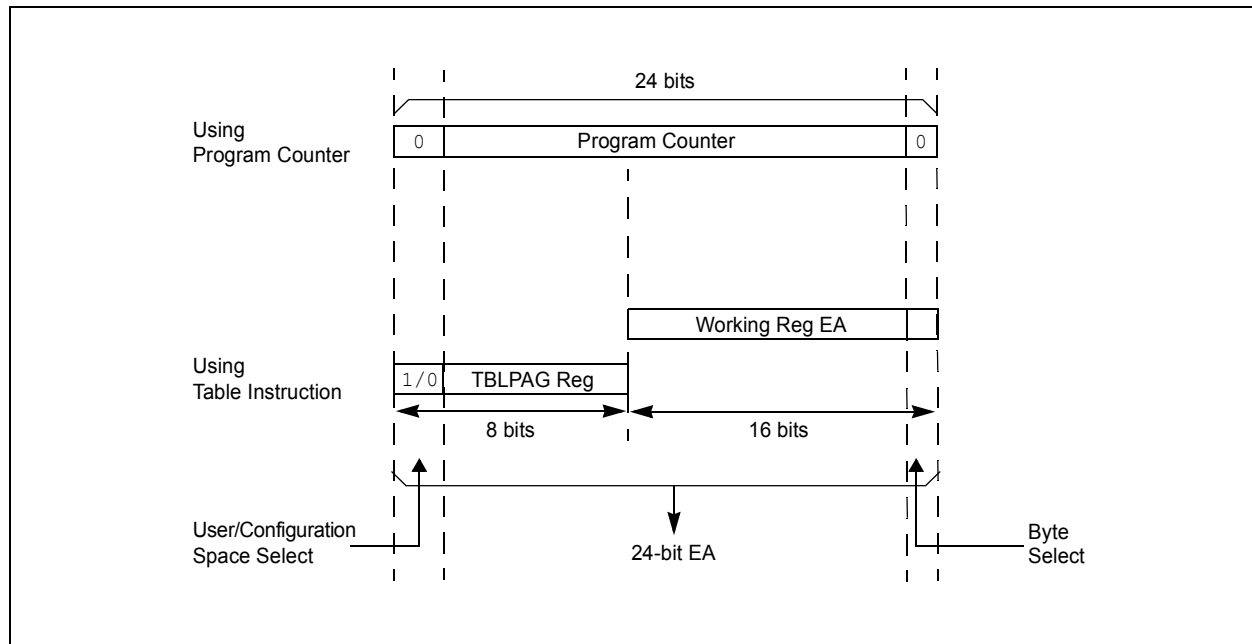 24 bits
Using
Program Counter
0
Program Counter
0
Working Reg EA
Using
Table Instruction
1/0
TBLPAG Reg
8 bits
16 bits
User/Configuration
Space Select
24-bit EA
Byte
Select